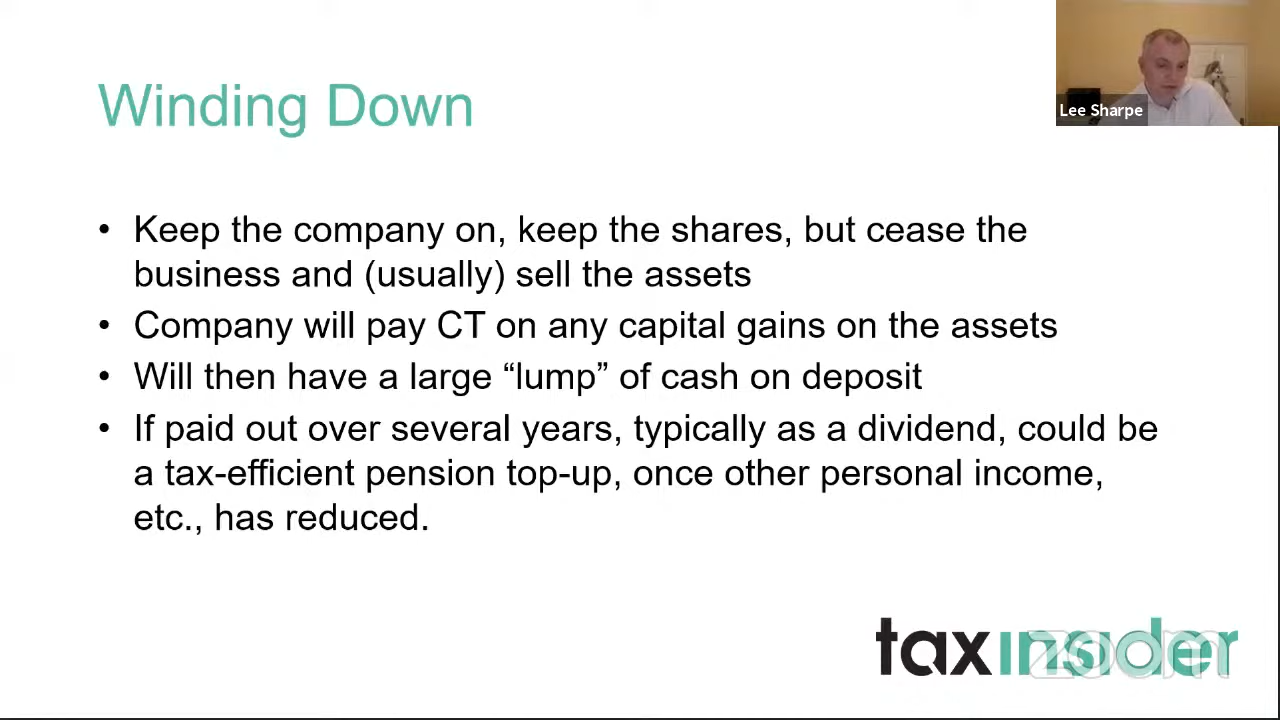 Winding Down
Lee Sharpe
• Keep the company on, keep the shares, but cease the
business and (usually) sell the assets
• Company will pay CT on any capital gains on the assets
• Will then have a large “lump” of cash on deposit
• If paid out over several years, typically as a dividend, could be
a tax-efficient pension top-up, once other personal income,
etc., has reduced.
taxinsider
zoom